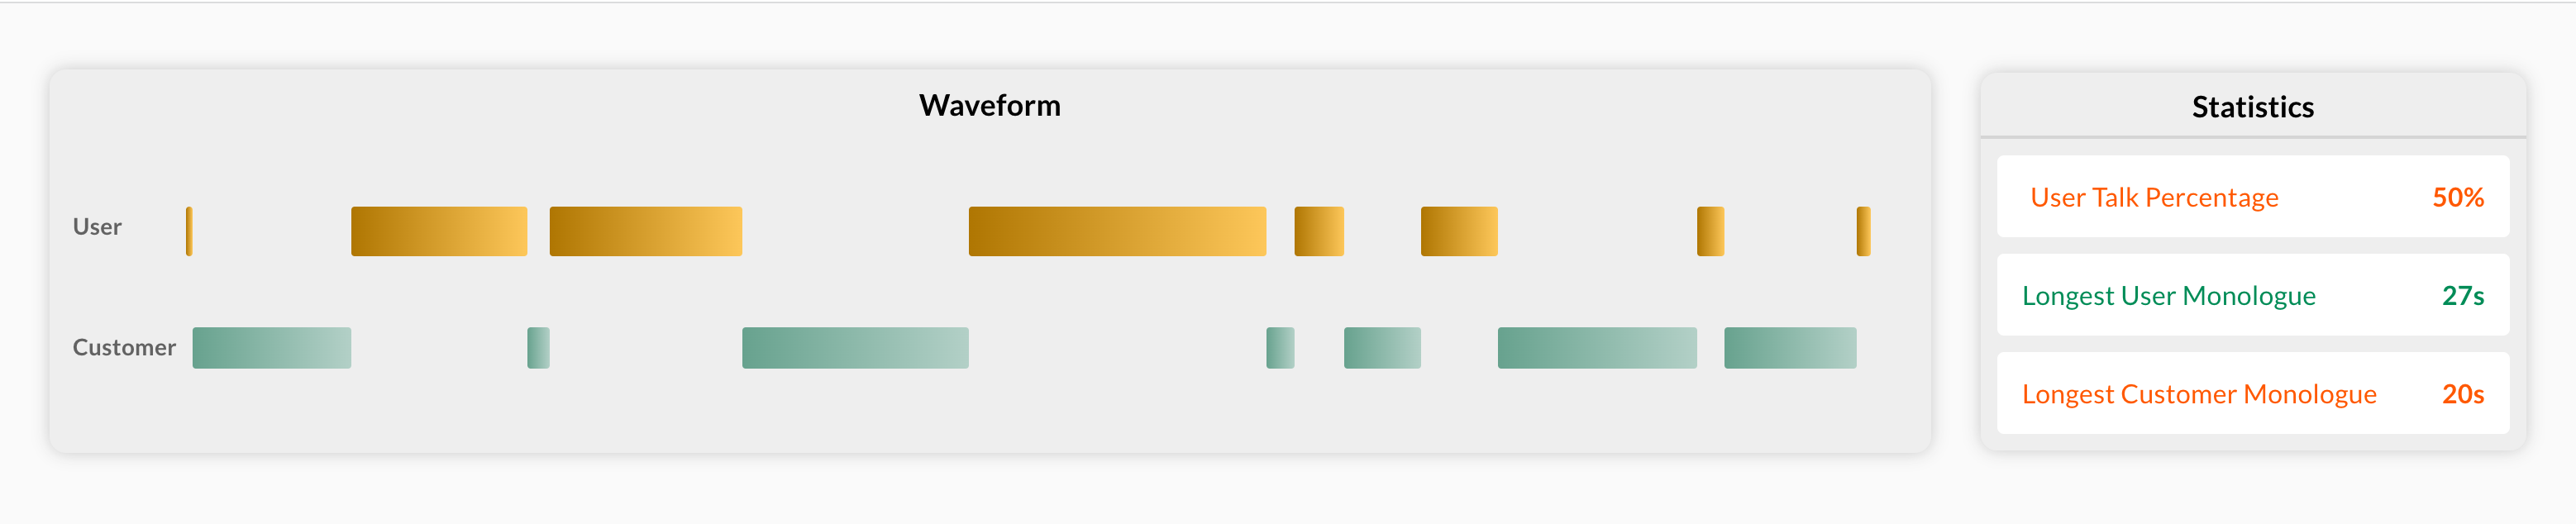 Waveform
User
Customer
Statistics
User Talk Percentage 50%
Longest User Monologue 27s
Longest Customer Monologue 20s